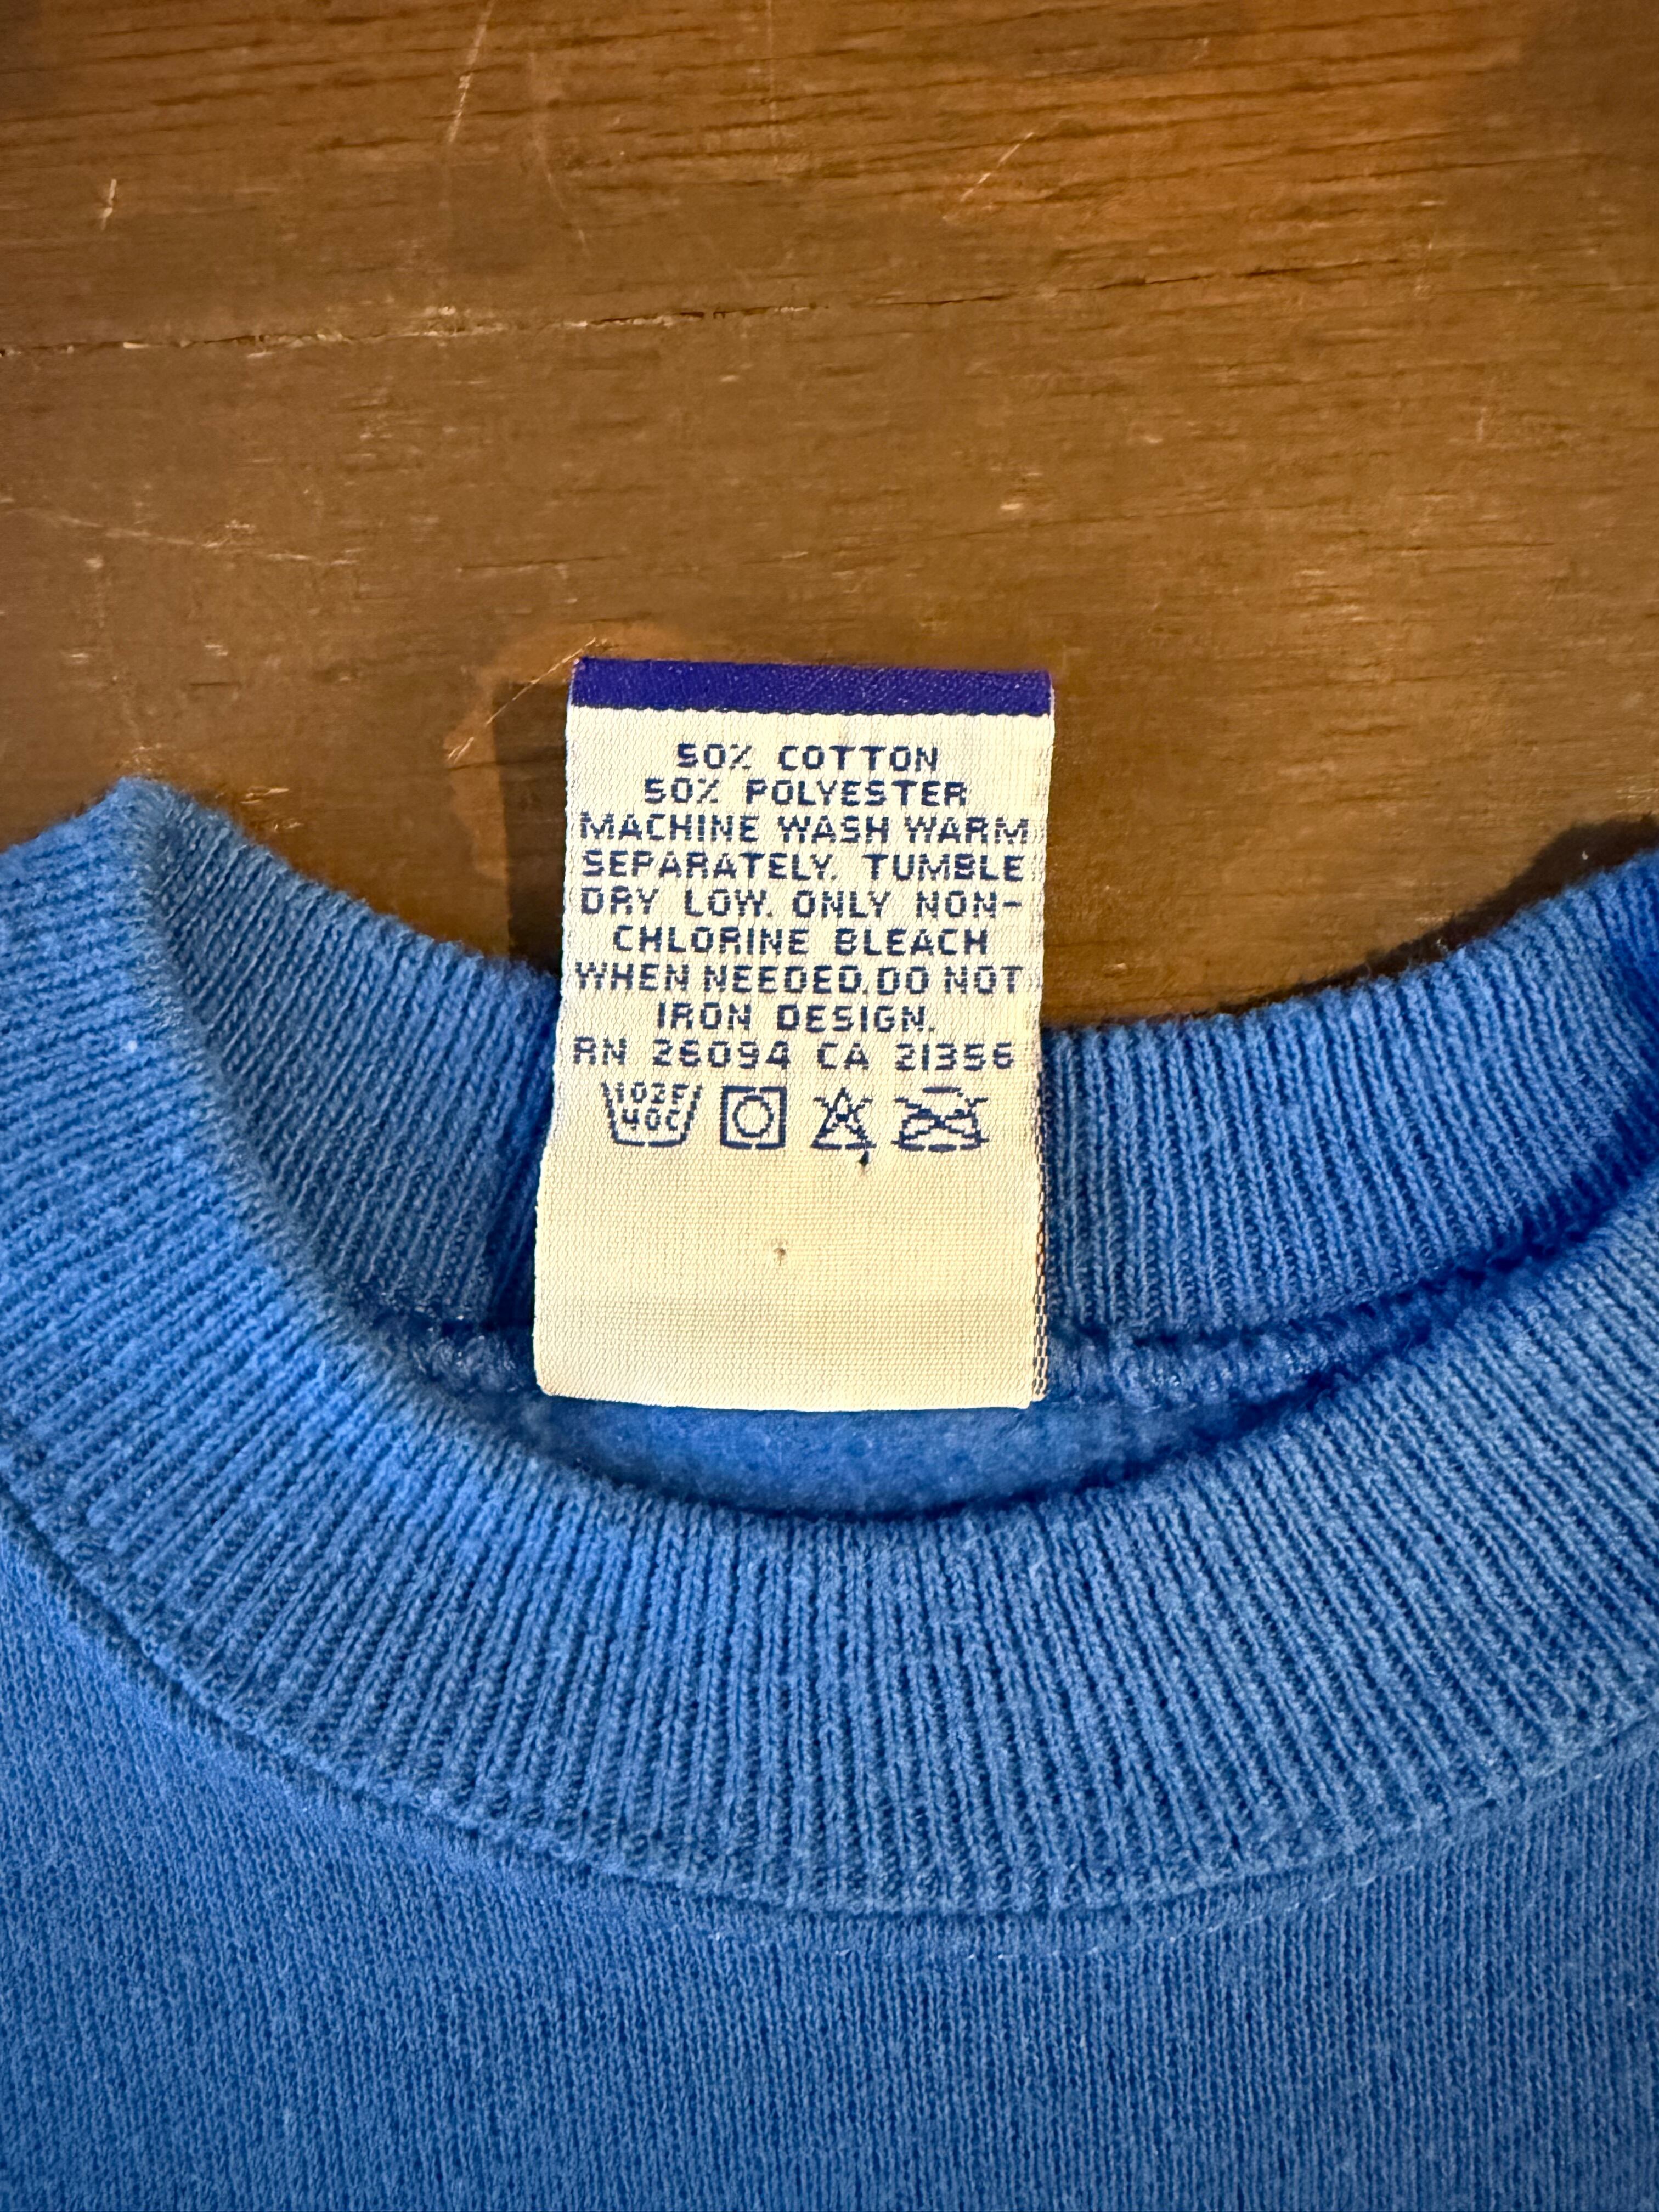 50% COTTON
50% POLYESTER
MACHINE WASH WARM
SEPARATELY. TUMBLE
DRY LOW. ONLY NON-
CHLORINE BLEACH
WHEN NEEDED. DO NOT
IRON DESIGN.
RN 26094 CA 21356
102F
40C